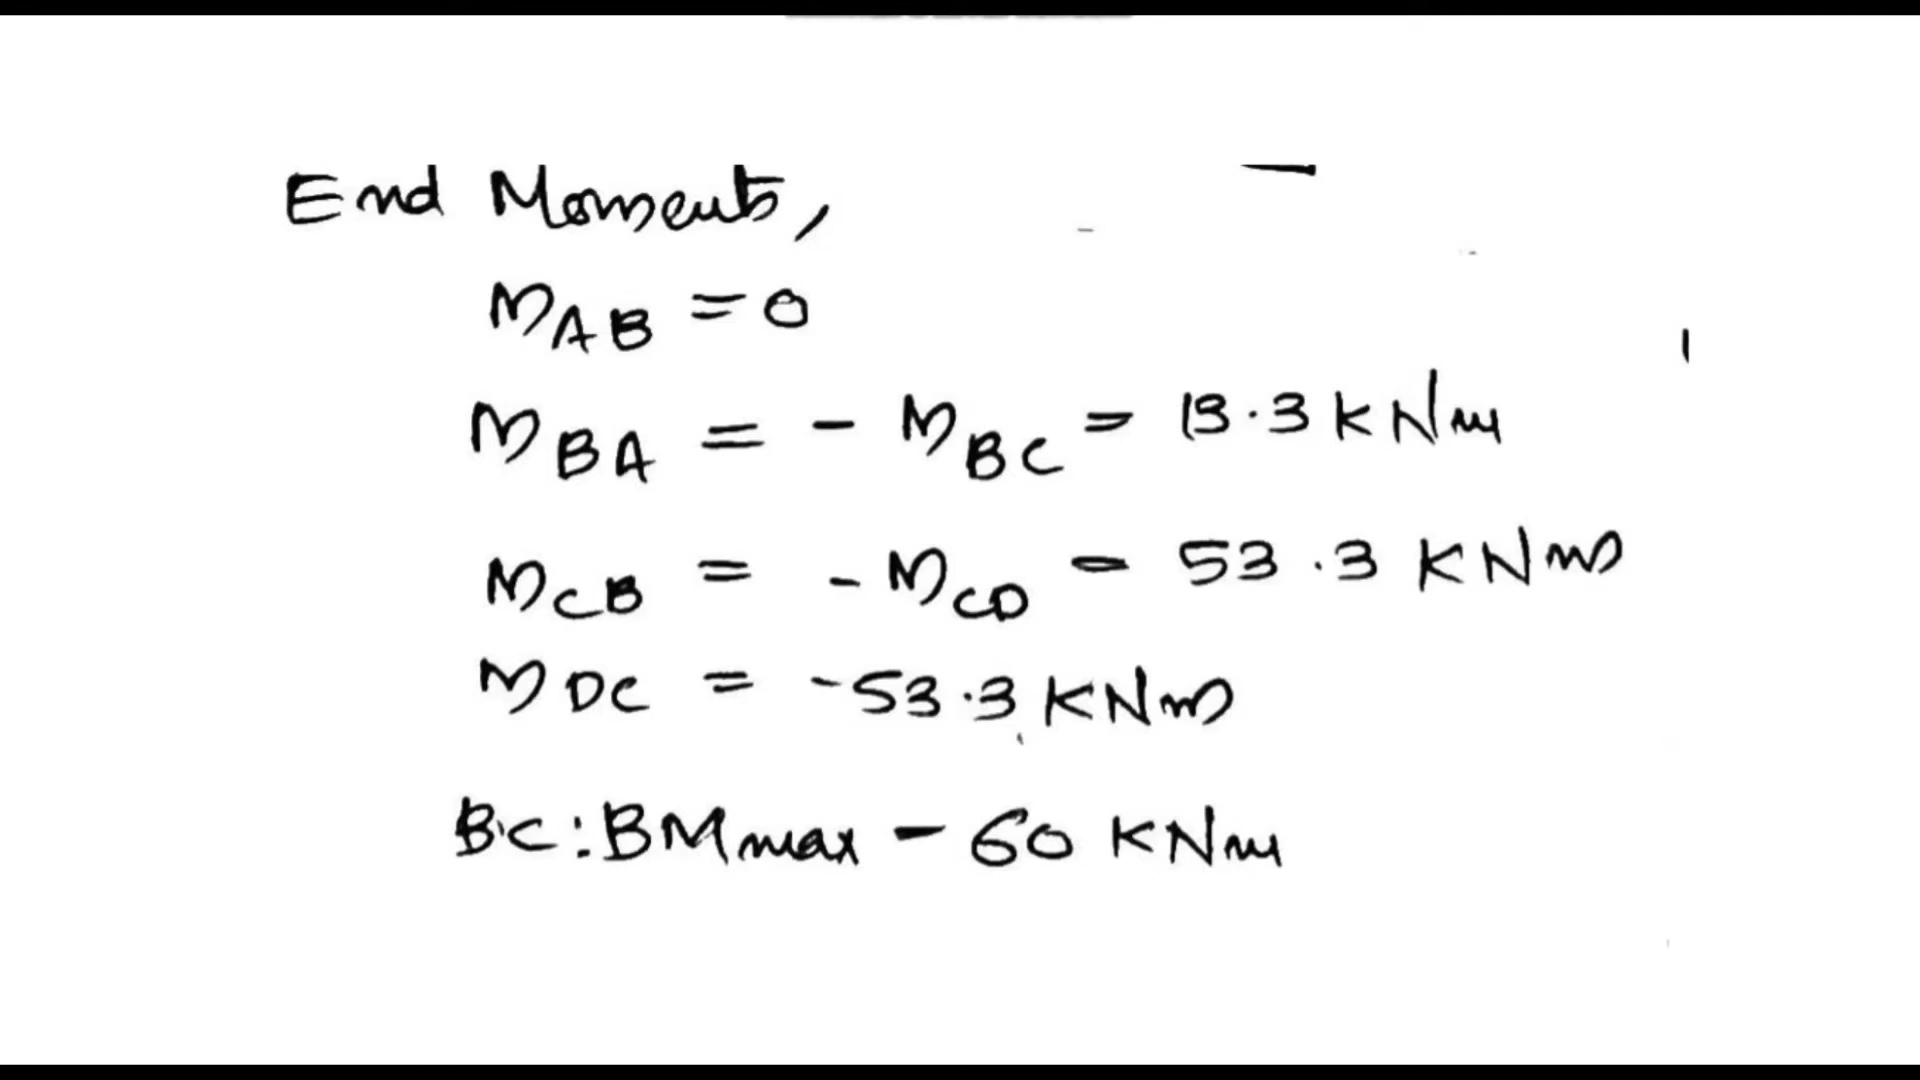 End Moments,
MAB = 0
MBA = - MBC = 13.3 KNm
MCB = - MCD = 53.3 KNm
MDC = -53.3 KNm
BC: BMmax - 60 KNm